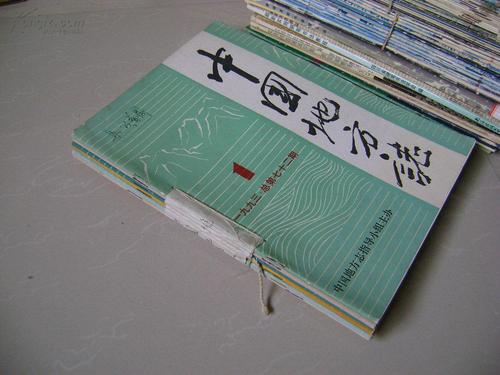 中国地方志
1
一九九三·总第七十二期
中国地方志指导小组主办